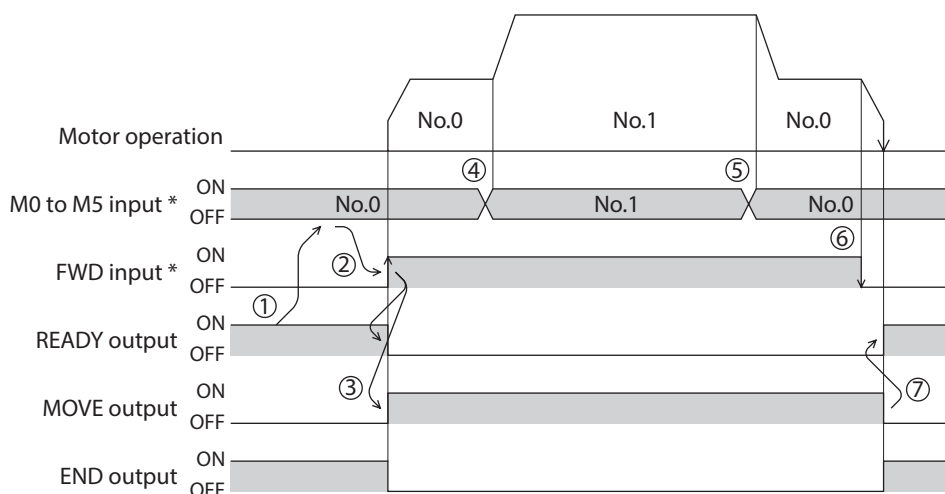 No.0
No.1
No.0
Motor operation
④
⑤
M0 to M5 input *
ON
OFF
No.0
No.1
No.0
②
⑥
FWD input *
ON
OFF
①
READY output
ON
OFF
③
⑦
MOVE output
ON
OFF
END output
ON
OFF